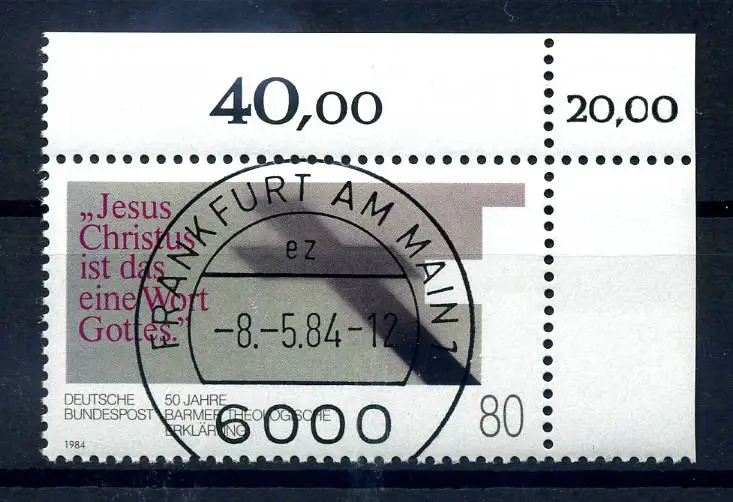 40,00
20,00
„Jesus
Christus
ist das
eine Wort
Gottes.“
FRANKFURT AM MAIN 1
ez
-8.-5.84-12
6000
DEUTSCHE
BUNDESPOST
50 JAHRE
BARMER THEOLOGISCHE
ERKLÄRUNG
80
1984